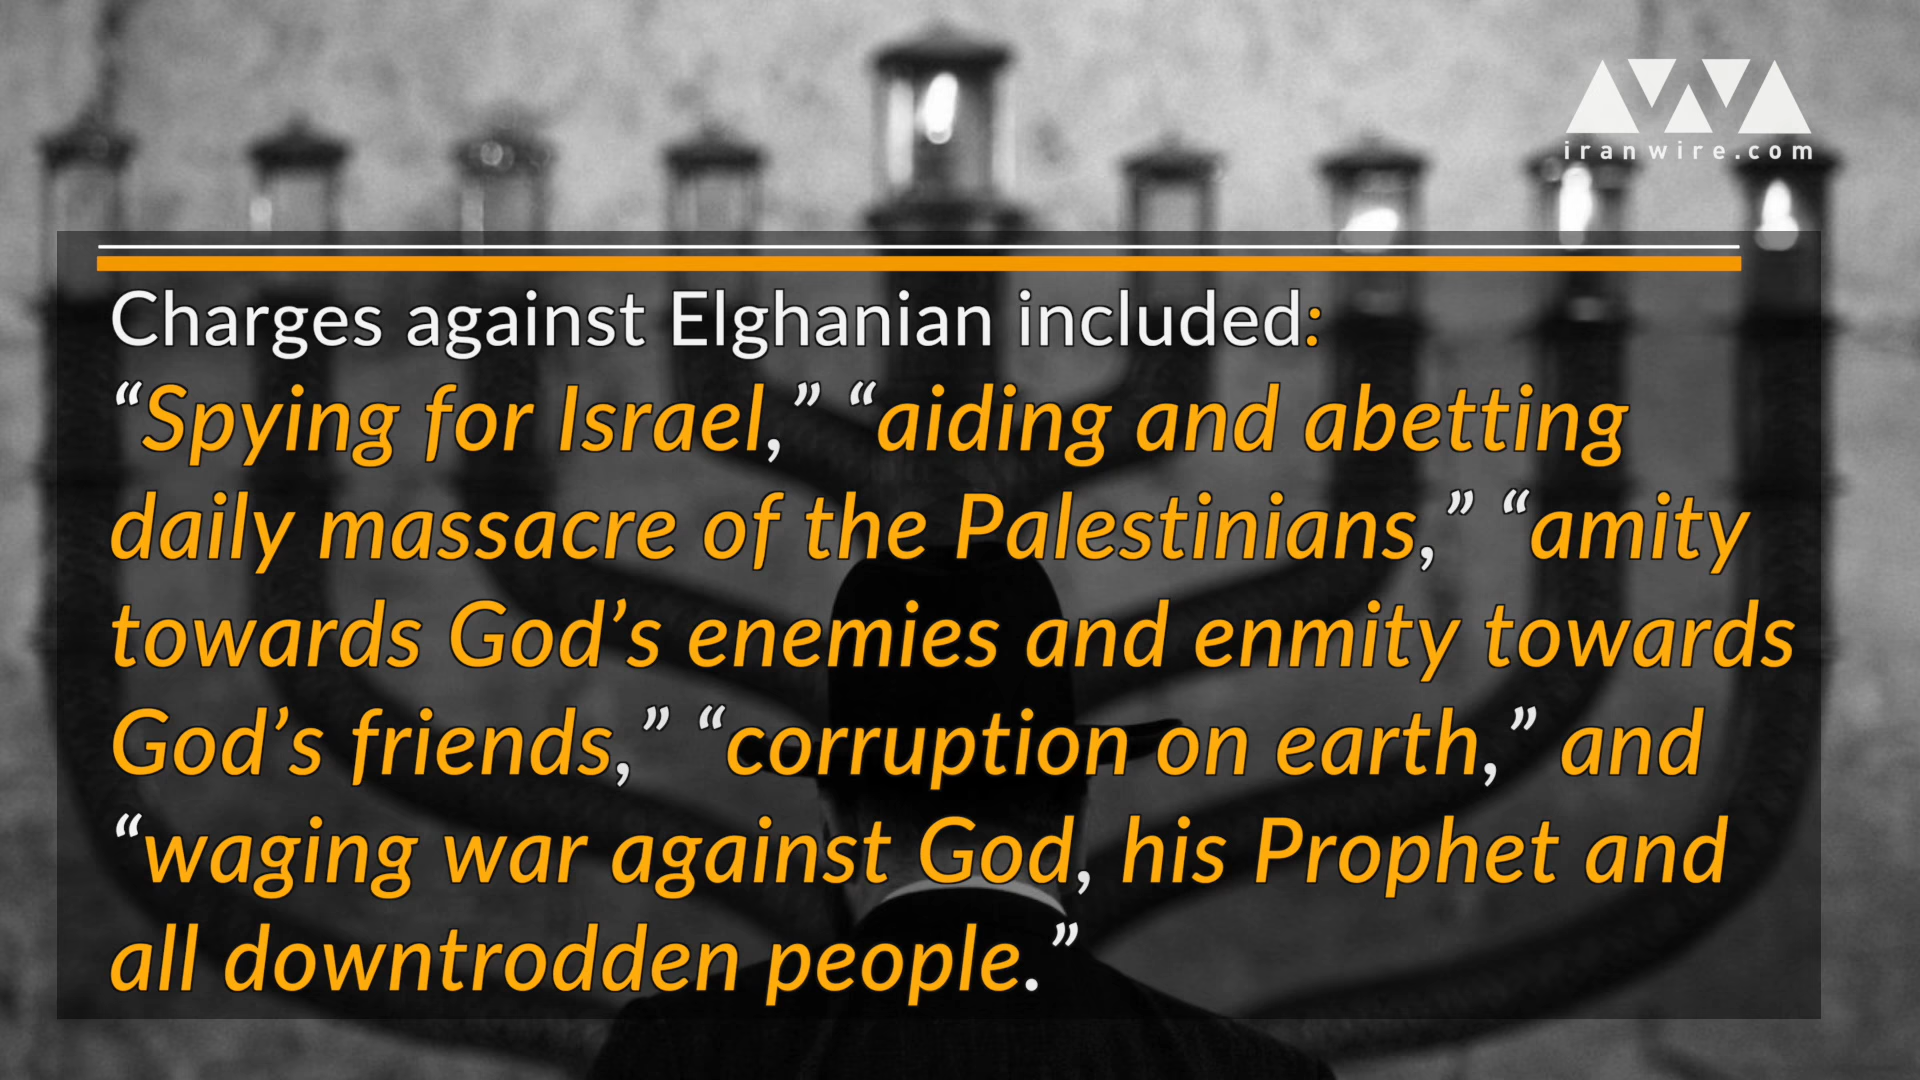 iranwire.com
Charges against Elghanian included:
“Spying for Israel,” “aiding and abetting
daily massacre of the Palestinians,” “amity
towards God’s enemies and enmity towards
God’s friends,” “corruption on earth,” and
“waging war against God, his Prophet and
all downtrodden people.”